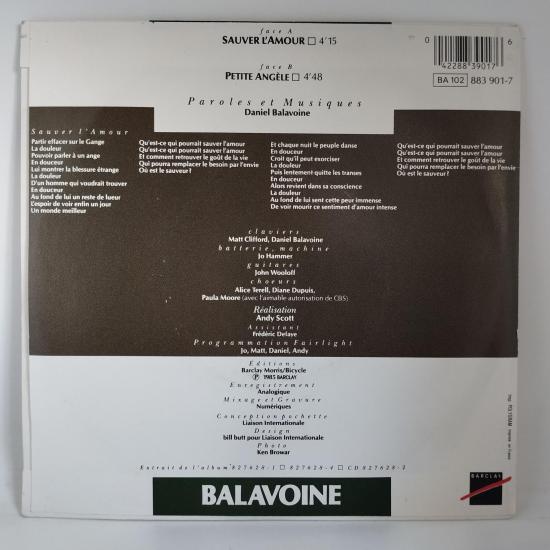 face A
SAUVER L'AMOUR □ 4'15
face B
PETITE ANGÈLE □ 4'48
Paroles et Musiques
Daniel Balavoine
0 42288 39017 6
BA 102 883 901-7
Sauver l'Amour
Partir effacer sur le Gange
La douleur
Pouvoir parler à un ange
En douceur
Lui montrer la blessure étrange
La douleur
D'un homme qui voudrait trouver
En douceur
Au fond de lui un reste de lueur
L'espoir de voir enfin un jour
Un monde meilleur
Qu'est-ce qui pourrait sauver l'amour
Qu'est-ce qui pourrait sauver l'amour
Et comment retrouver le goût de la vie
Qui pourra remplacer le besoin par l'envie
Où est le sauveur?
Et chaque nuit le peuple danse
En douceur
Croit qu'il peut exorciser
La douleur
Puis lentement quitte les transes
En douceur
Alors revient dans sa conscience
La douleur
Au fond de lui sent cette peur immense
De voir mourir ce sentiment d'amour intense
Qu'est-ce qui pourrait sauver l'amour
Qu'est-ce qui pourrait sauver l'amour
Et comment retrouver le goût de la vie
Qui pourra remplacer le besoin par l'envie
Où est le sauveur?
claviers
Matt Clifford, Daniel Balavoine
batterie, machine
Jo Hammer
guitares
John Wooloff
choeurs
Alice Terell, Diane Dupuis,
Paula Moore (avec l'aimable autorisation de CBS)
Réalisation
Andy Scott
Assistant
Frédéric Delaye
Programmation Fairlight
Jo, Matt, Daniel, Andy
Editions
Barclay Morris/Bicycle
℗ 1985 BARCLAY
Enregistrement
Analogique
Mixage et Gravure
Numériques
Conception pochette
Liaison Internationale
Design
bill butt pour Liaison Internationale
Photo
Ken Browar
Extrait de l'album 827628-1 • 827628-4 • CD 827628-2
BALAVOINE
BARCLAY